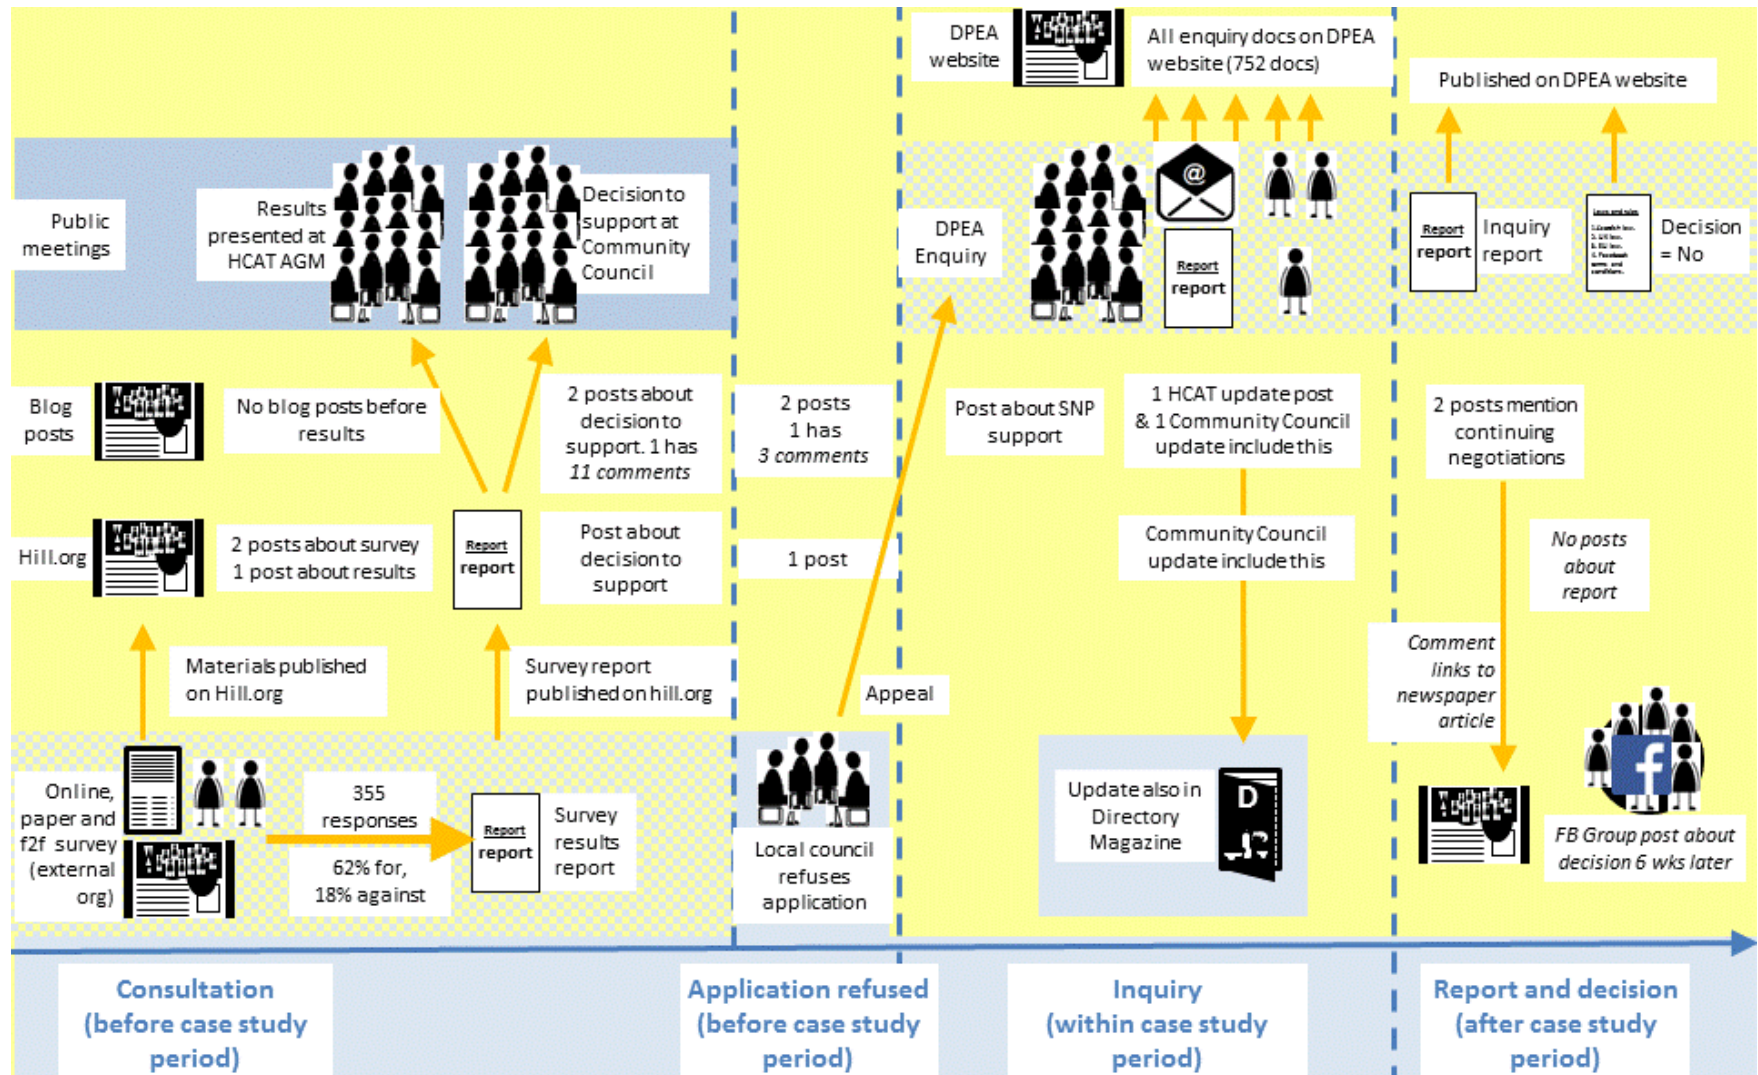 DPEA
website
All enquiry docs on DPEA
website (752 docs)
Published on DPEA website
Public
meetings
Results
presented at
HCAT AGM
Decision to
support at
Community
Council
DPEA
Enquiry
@
Report
report
Report
report
Inquiry
report
Decision
= No
Blog
posts
No blog posts before
results
2 posts about
decision to
support. 1 has
11 comments
2 posts
1 has
3 comments
Post about SNP
support
1 HCAT update post
& 1 Community Council
update include this
2 posts mention
continuing
negotiations
Hill.org
2 posts about survey
1 post about results
Report
report
Post about
decision to
support
1 post
Community Council
update include this
No posts
about
report
Materials published
on Hill.org
Survey report
published on hill.org
Appeal
Comment
links to
newspaper
article
Online,
paper and
f2f survey
(external
org)
355
responses
62% for,
18% against
Report
report
Survey
results
report
Local council
refuses
application
Update also in
Directory
Magazine
D
f
FB Group post about
decision 6 wks later
Consultation
(before case study
period)
Application refused
(before case study
period)
Inquiry
(within case study
period)
Report and decision
(after case study
period)